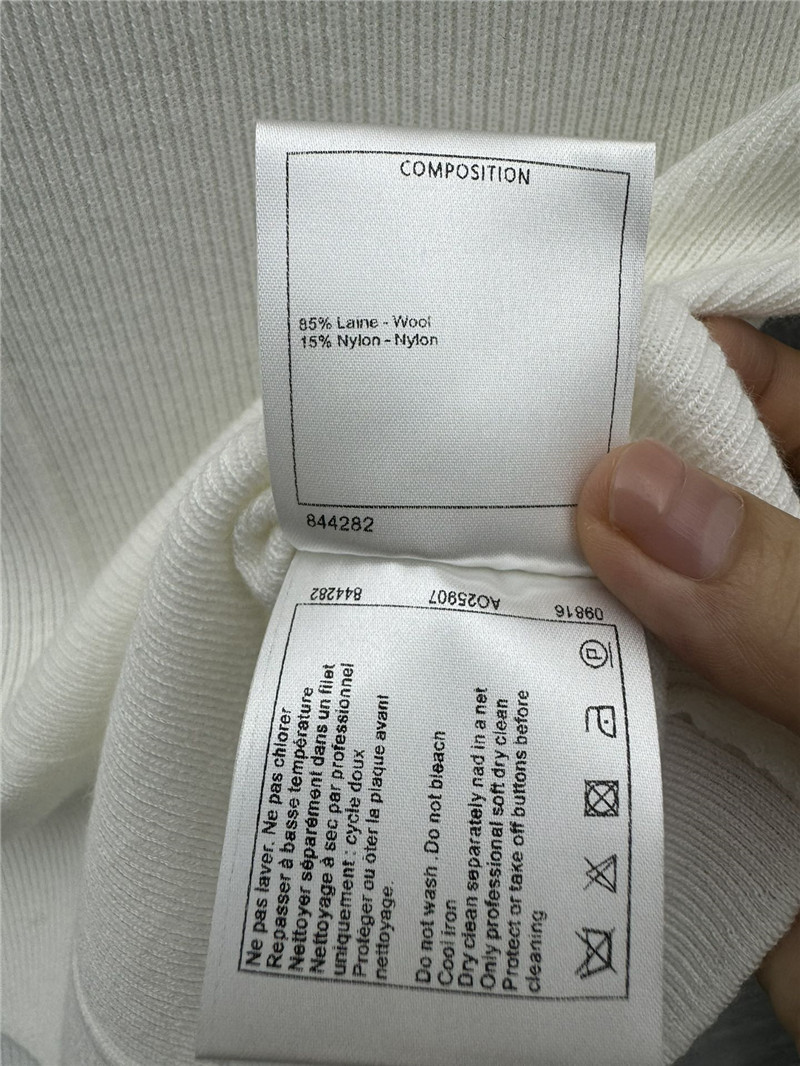 COMPOSITION
85% Laine - Wool
15% Nylon - Nylon
844282
844282 AO25907 09816
Ne pas laver. Ne pas chlorer
Repasser à basse température
Nettoyer séparément dans un filet
Nettoyage à sec par professionnel
uniquement : cycle doux
Protéger ou ôter la plaque avant
nettoyage.
Do not wash .Do not bleach
Cool iron
Dry clean separately nad in a net
Only professional soft dry clean
Protect or take off buttons before
cleaning
P